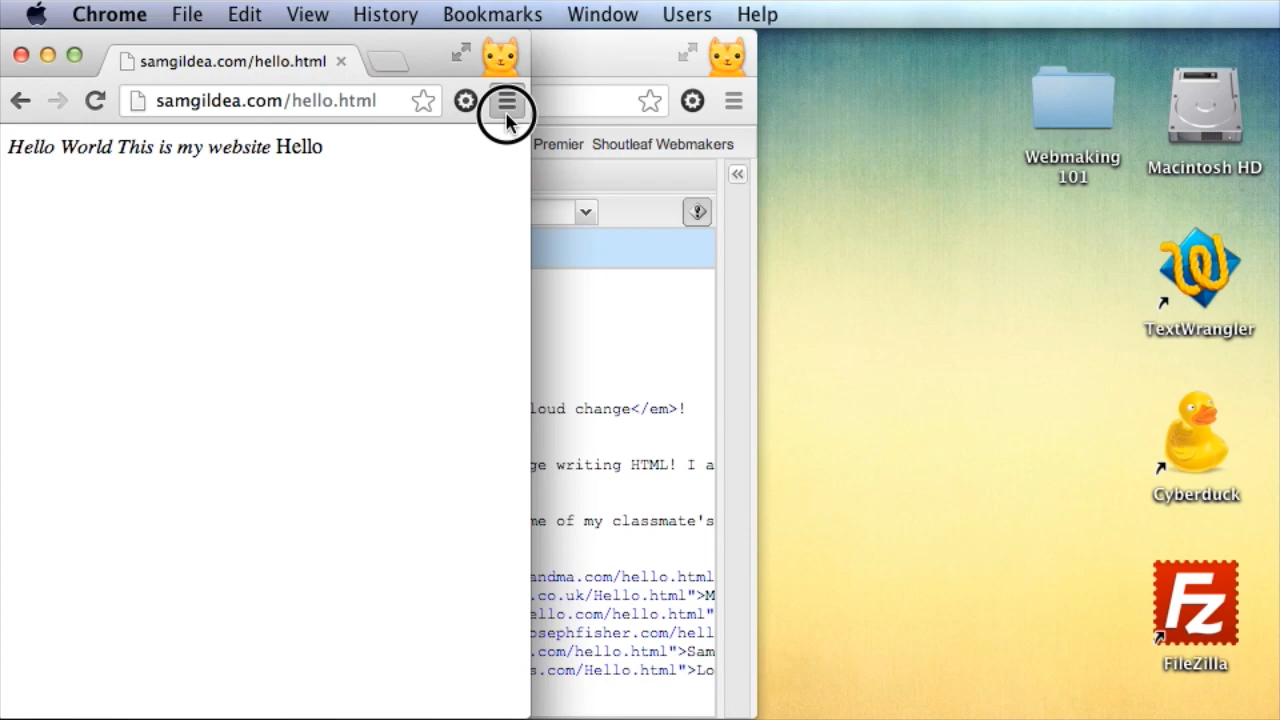 Chrome File Edit View History Bookmarks Window Users Help
samgildea.com/hello.html
samgildea.com/hello.html
Hello World This is my website Hello
Premier Shoutleaf Webmakers
loud change</em>!
ge writing HTML! I a
me of my classmate's
andma.com/hello.html
.co.uk/Hello.html">M
ello.com/hello.html"
osephfisher.com/hell
.com/hello.html">Sam
s.com/Hello.html">Lo
Webmaking
101
Macintosh HD
TextWrangler
Cyberduck
Fz
FileZilla